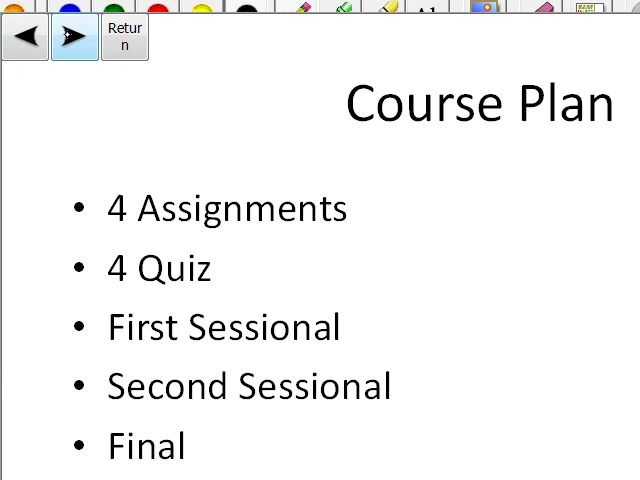 Retur
n
Course Plan
• 4 Assignments
• 4 Quiz
• First Sessional
• Second Sessional
• Final